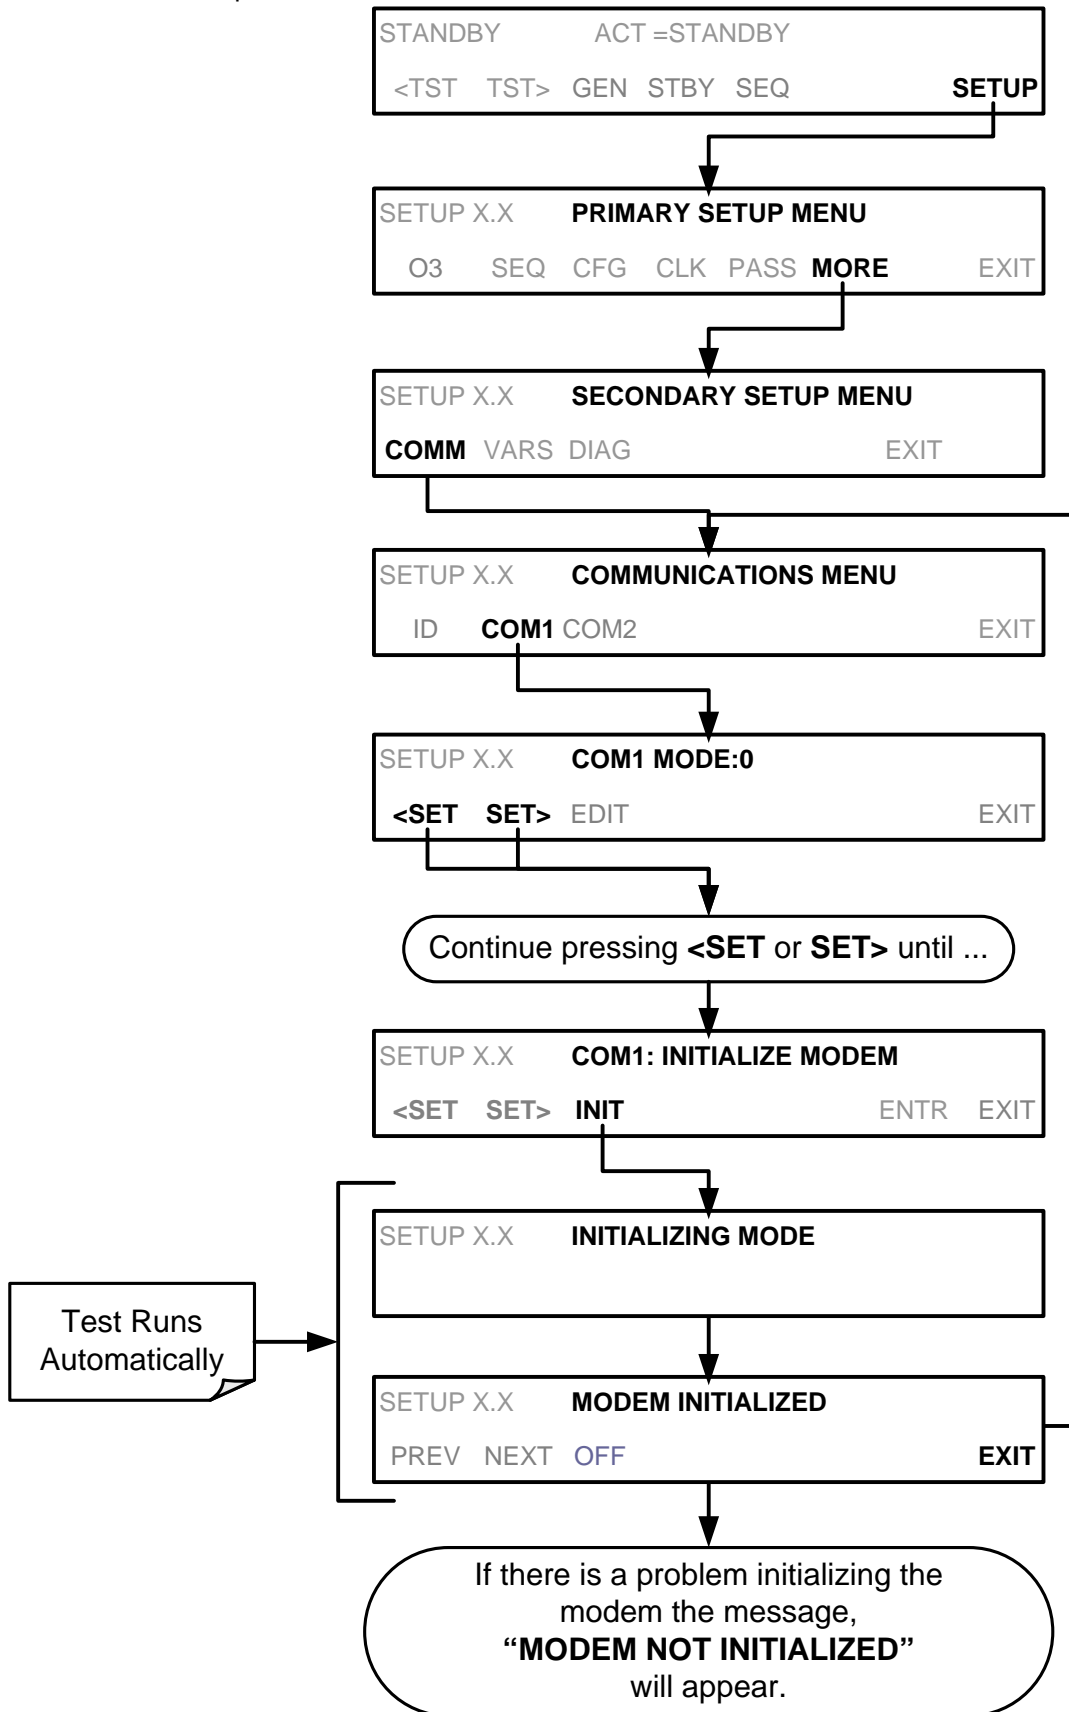 STANDBY ACT =STANDBY
<TST TST> GEN STBY SEQ SETUP
SETUP X.X PRIMARY SETUP MENU
O3 SEQ CFG CLK PASS MORE EXIT
SETUP X.X SECONDARY SETUP MENU
COMM VARS DIAG EXIT
SETUP X.X COMMUNICATIONS MENU
ID COM1 COM2 EXIT
SETUP X.X COM1 MODE:0
<SET SET> EDIT EXIT
Continue pressing <SET or SET> until ...
SETUP X.X COM1: INITIALIZE MODEM
<SET SET> INIT ENTR EXIT
SETUP X.X INITIALIZING MODE
Test Runs
Automatically
SETUP X.X MODEM INITIALIZED
PREV NEXT OFF EXIT
If there is a problem initializing the
modem the message,
“MODEM NOT INITIALIZED”
will appear.